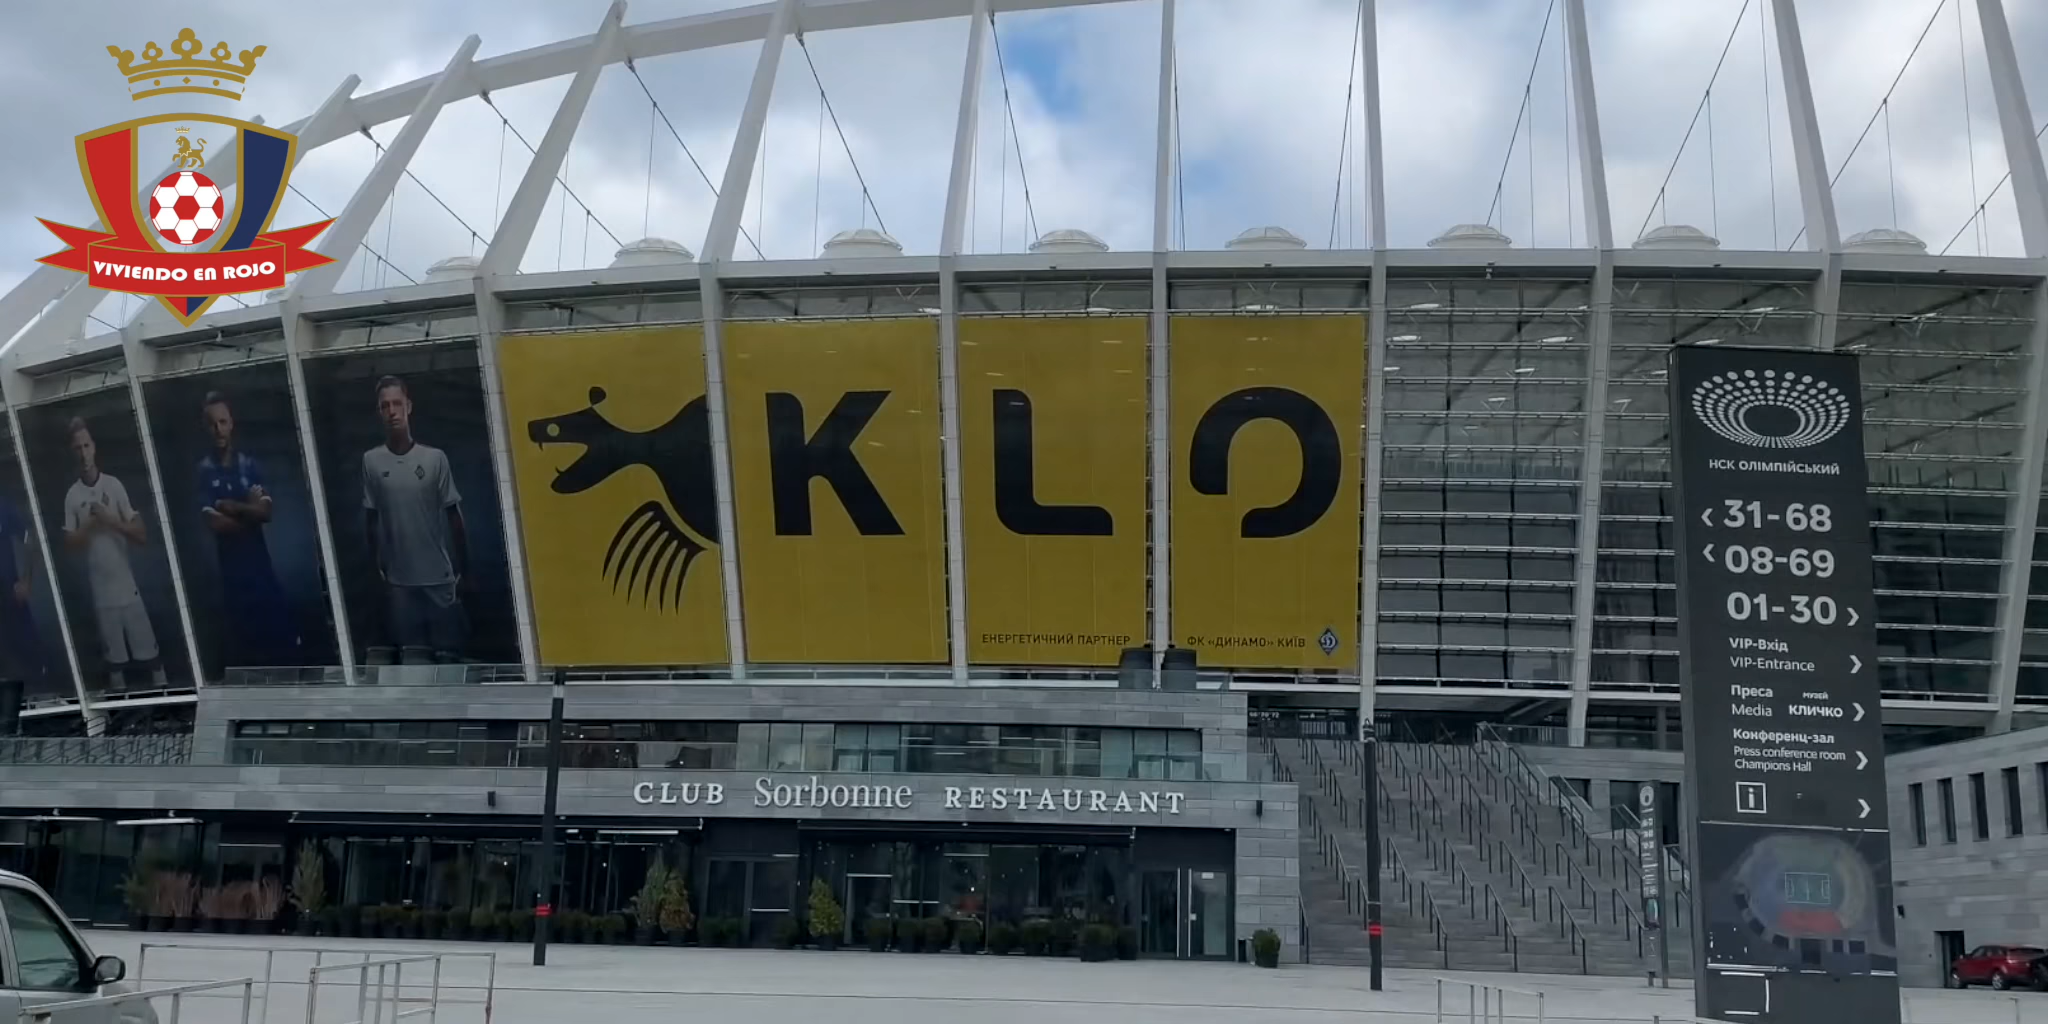 VIVIENDO EN ROJO
KLO
ЕНЕРГЕТИЧНИЙ ПАРТНЕР ФК «ДИНАМО» КИЇВ
CLUB Sorbonne RESTAURANT
НСК ОЛІМПІЙСЬКИЙ
31-68
08-69
01-30
VIP-Вхід
VIP-Entrance
Преса
Media
МУЗЕЙ
КЛИЧКО
Конференц-зал
Press conference room
Champions Hall
i